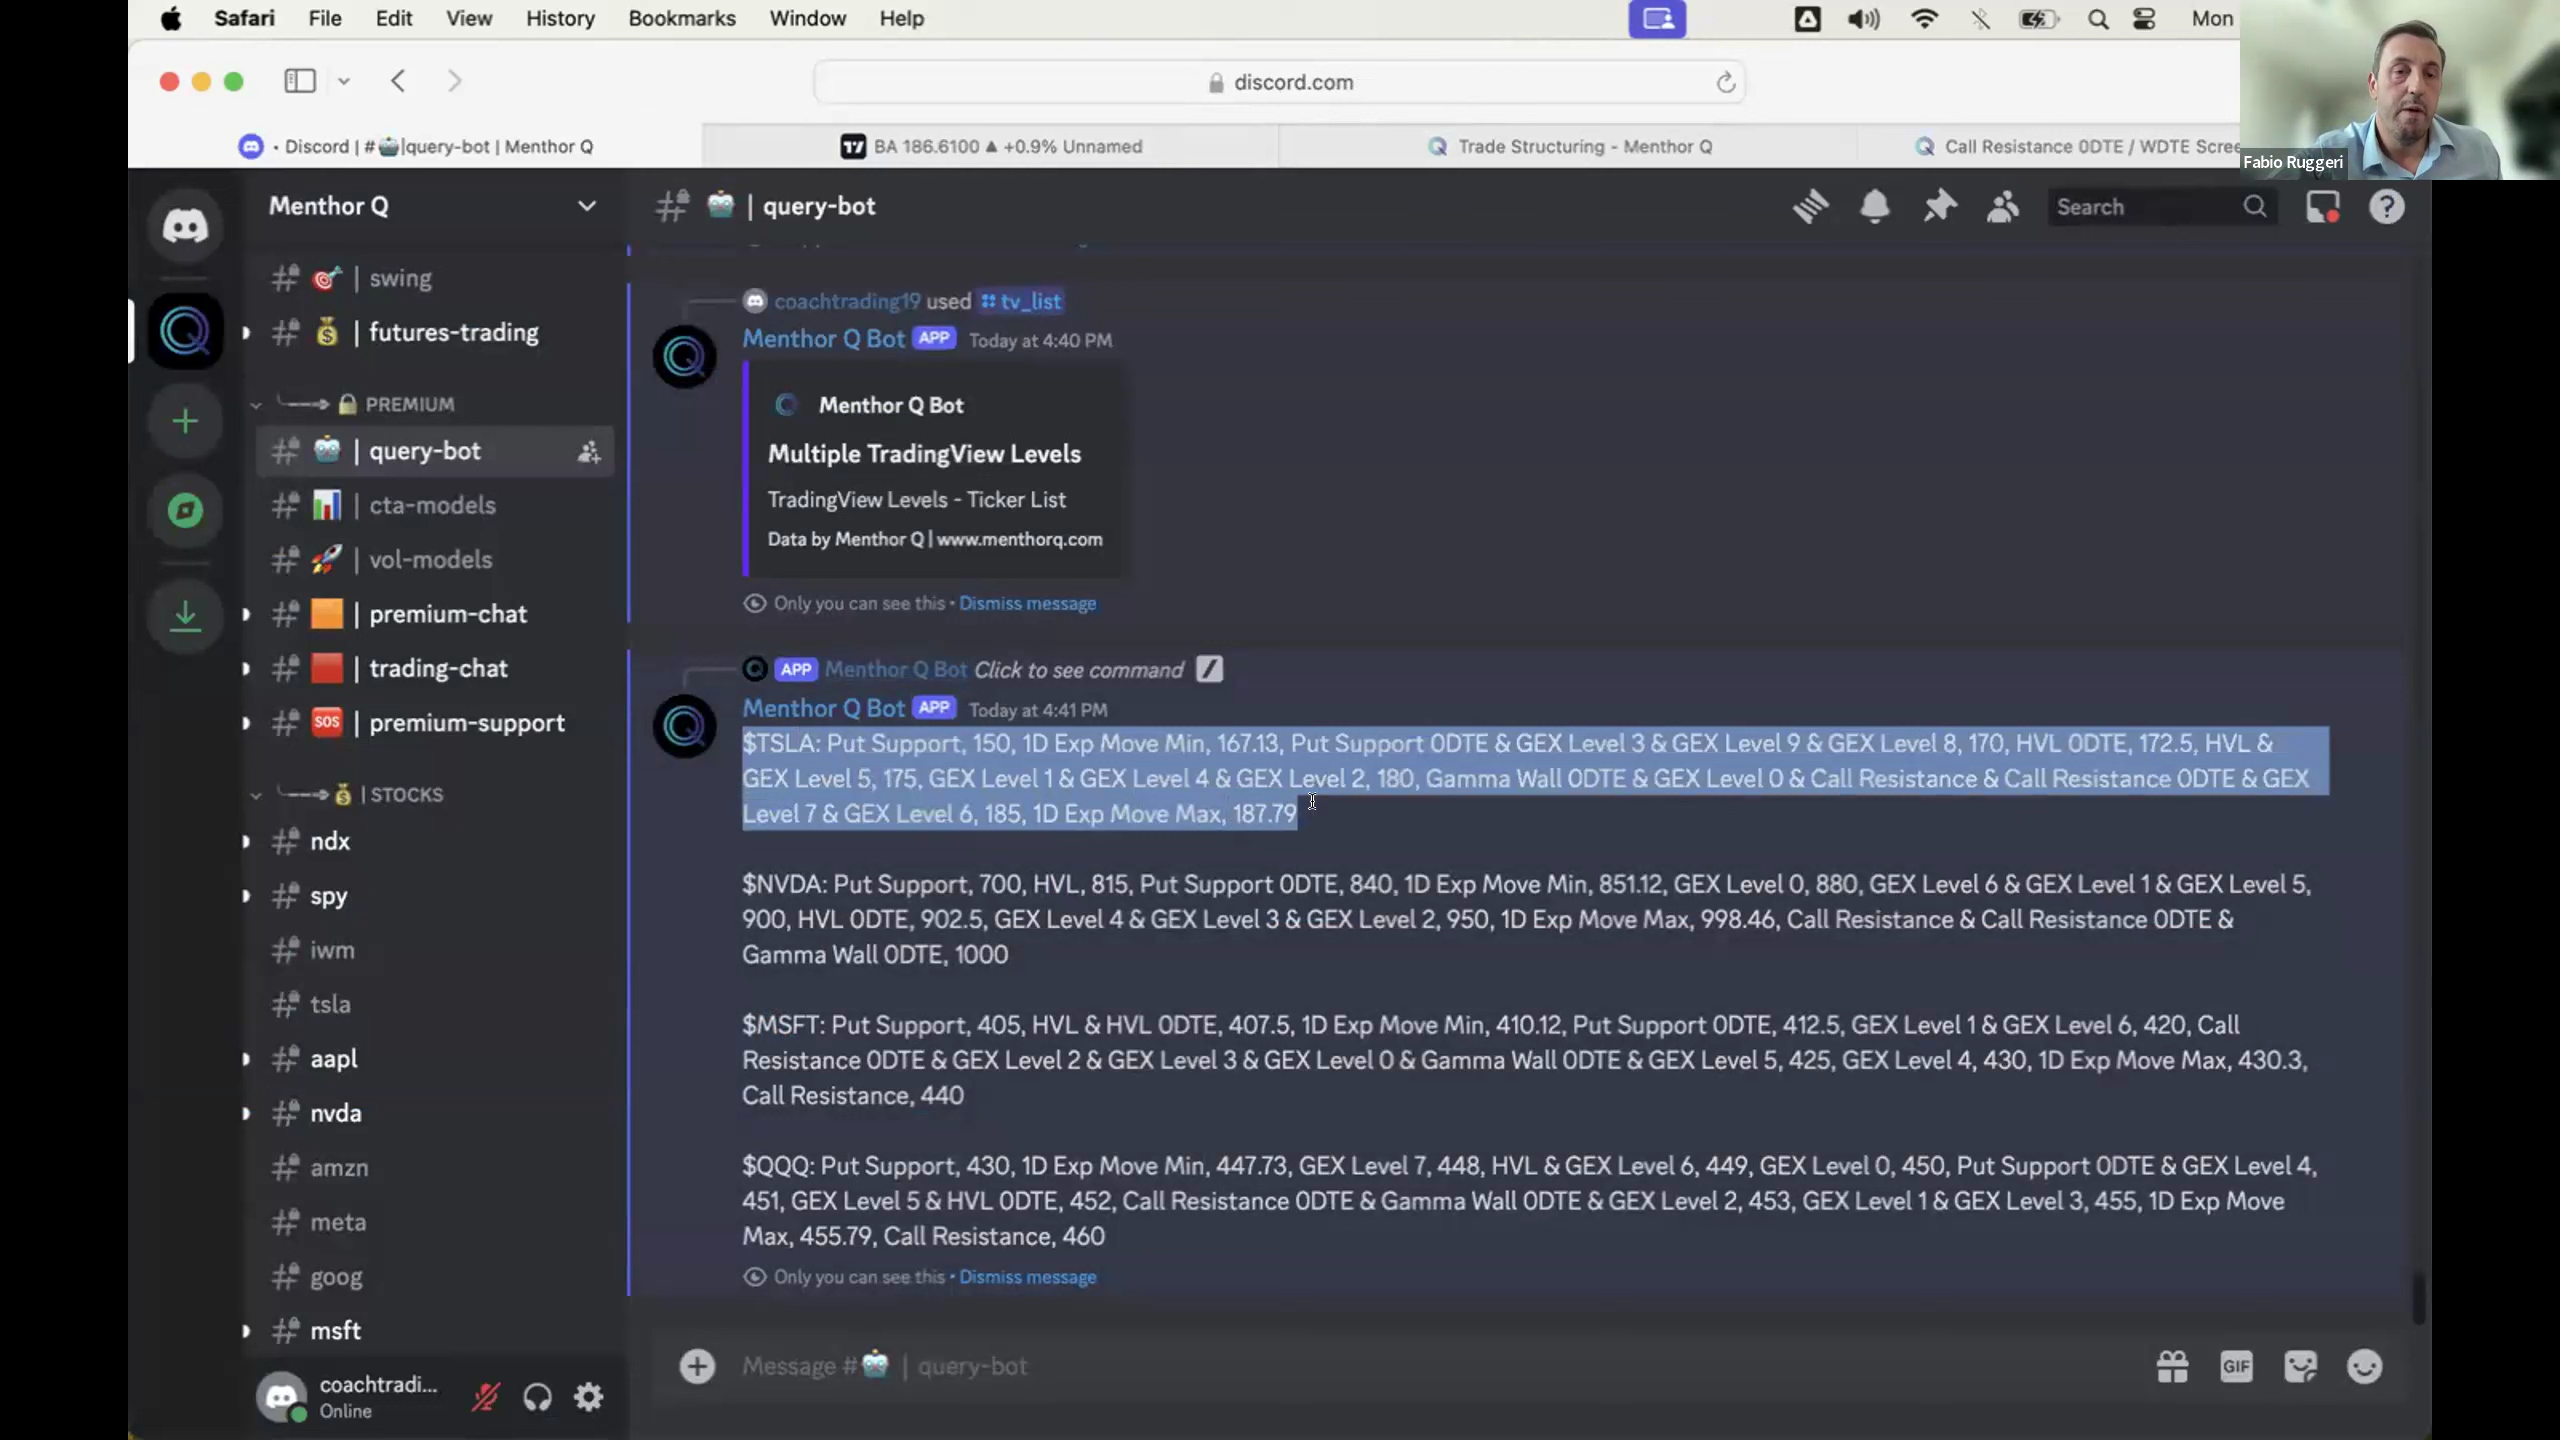 Safari File Edit View History Bookmarks Window Help Mon
discord.com
• Discord | #🤖|query-bot | Menthor Q
BA 186.6100 ▲ +0.9% Unnamed
Trade Structuring - Menthor Q
Call Resistance 0DTE / WDTE Scree
Fabio Ruggeri
Menthor Q
| query-bot
Search
| swing
| futures-trading
PREMIUM
| query-bot
| cta-models
| vol-models
| premium-chat
| trading-chat
SOS | premium-support
| STOCKS
ndx
spy
iwm
tsla
aapl
nvda
amzn
meta
goog
msft
coachtradi...
Online
coachtrading19 used tv_list
Menthor Q Bot APP Today at 4:40 PM
Menthor Q Bot
Multiple TradingView Levels
TradingView Levels - Ticker List
Data by Menthor Q | www.menthorq.com
Only you can see this • Dismiss message
APP Menthor Q Bot Click to see command /
Menthor Q Bot APP Today at 4:41 PM
$TSLA: Put Support, 150, 1D Exp Move Min, 167.13, Put Support 0DTE & GEX Level 3 & GEX Level 9 & GEX Level 8, 170, HVL 0DTE, 172.5, HVL &
GEX Level 5, 175, GEX Level 1 & GEX Level 4 & GEX Level 2, 180, Gamma Wall 0DTE & GEX Level 0 & Call Resistance & Call Resistance 0DTE & GEX
Level 7 & GEX Level 6, 185, 1D Exp Move Max, 187.79
$NVDA: Put Support, 700, HVL, 815, Put Support 0DTE, 840, 1D Exp Move Min, 851.12, GEX Level 0, 880, GEX Level 6 & GEX Level 1 & GEX Level 5,
900, HVL 0DTE, 902.5, GEX Level 4 & GEX Level 3 & GEX Level 2, 950, 1D Exp Move Max, 998.46, Call Resistance & Call Resistance 0DTE &
Gamma Wall 0DTE, 1000
$MSFT: Put Support, 405, HVL & HVL 0DTE, 407.5, 1D Exp Move Min, 410.12, Put Support 0DTE, 412.5, GEX Level 1 & GEX Level 6, 420, Call
Resistance 0DTE & GEX Level 2 & GEX Level 3 & GEX Level 0 & Gamma Wall 0DTE & GEX Level 5, 425, GEX Level 4, 430, 1D Exp Move Max, 430.3,
Call Resistance, 440
$QQQ: Put Support, 430, 1D Exp Move Min, 447.73, GEX Level 7, 448, HVL & GEX Level 6, 449, GEX Level 0, 450, Put Support 0DTE & GEX Level 4,
451, GEX Level 5 & HVL 0DTE, 452, Call Resistance 0DTE & Gamma Wall 0DTE & GEX Level 2, 453, GEX Level 1 & GEX Level 3, 455, 1D Exp Move
Max, 455.79, Call Resistance, 460
Only you can see this • Dismiss message
Message #🤖 | query-bot
GIF